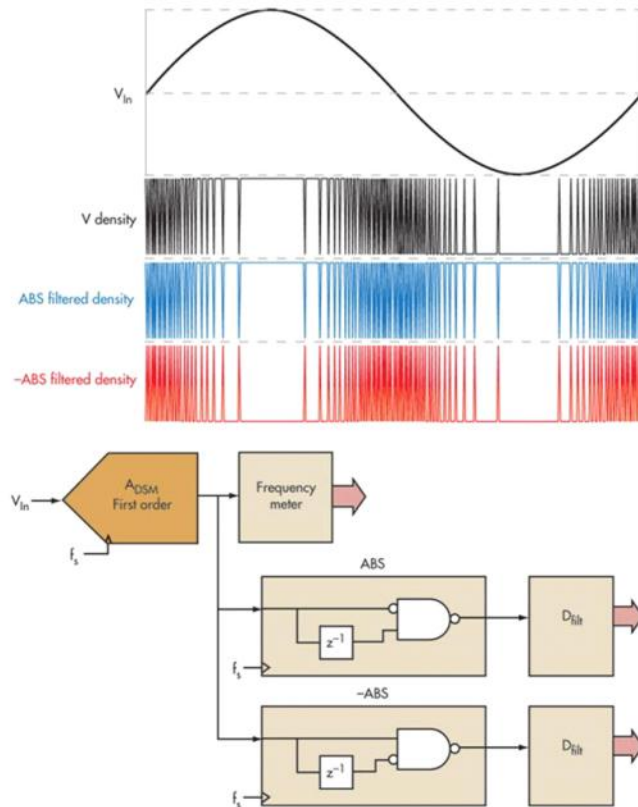 V_In
V density
ABS filtered density
–ABS filtered density
A_DSM
First order
Frequency
meter
V_In
f_s
ABS
z⁻¹
D_filt
f_s
–ABS
z⁻¹
D_filt
f_s